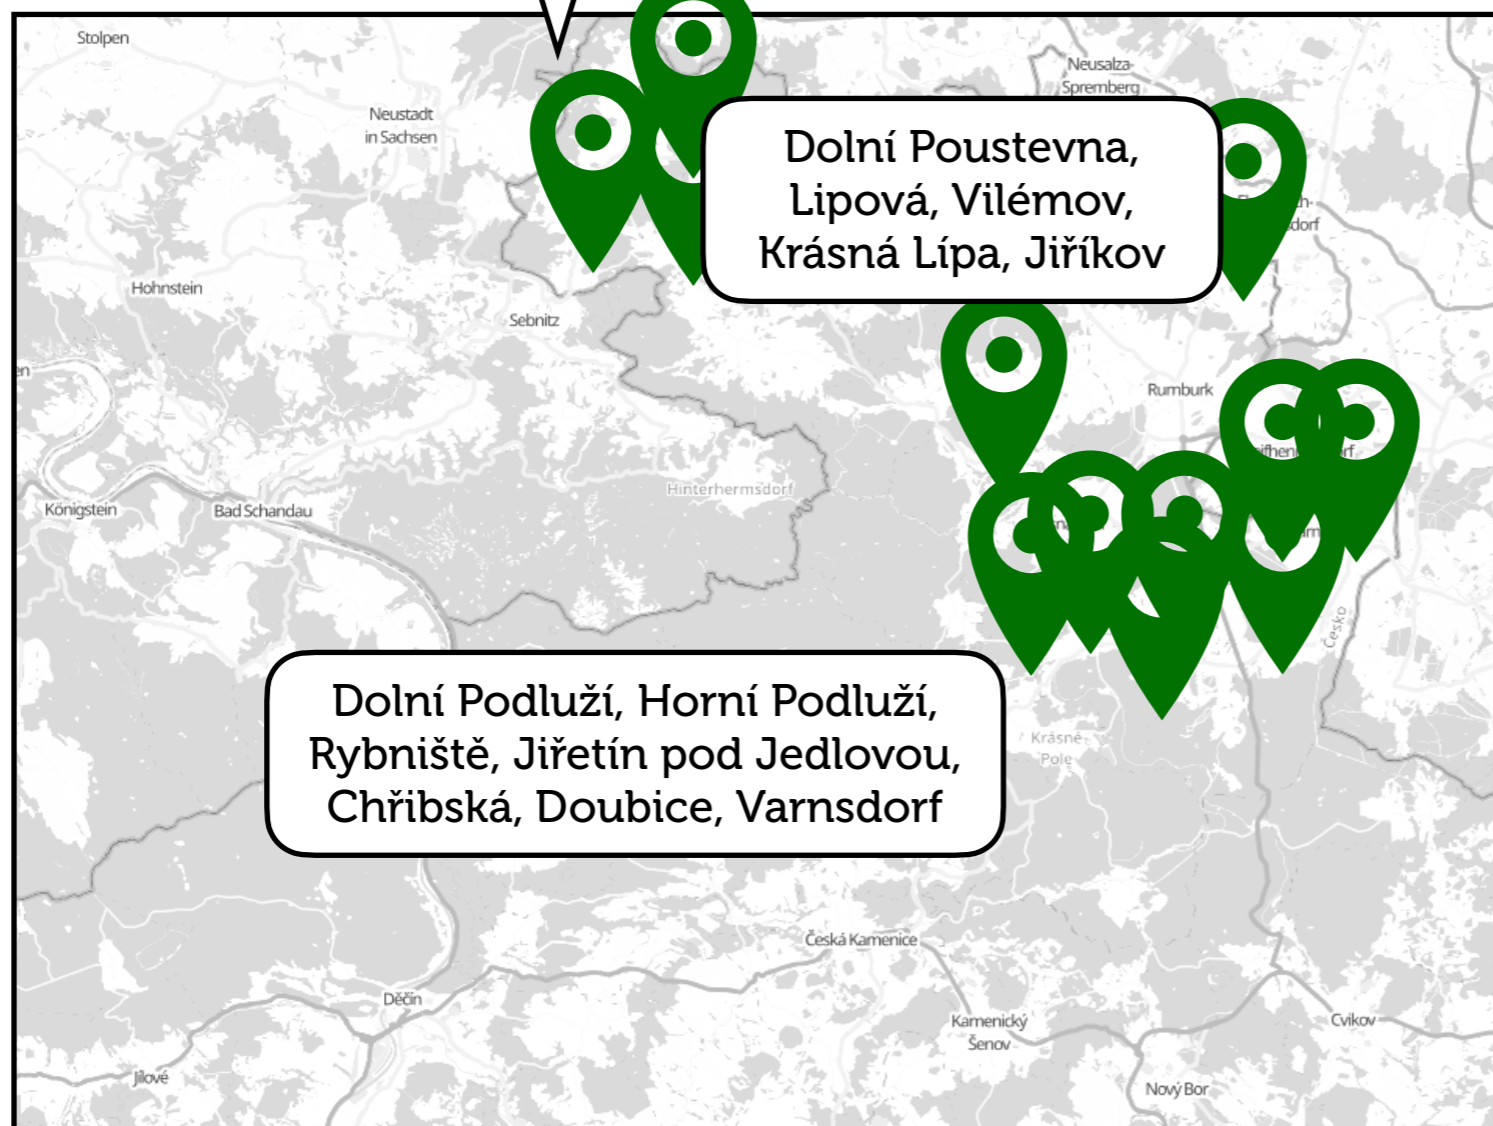 Stolpen
Neusalza-
Spremberg
Neustadt
in Sachsen
Dolní Poustevna,
Lipová, Vilémov,
Krásná Lípa, Jiříkov
Hohnstein
Sebnitz
Rumburk
Hinterhermsdorf
Königstein
Bad Schandau
Česko
Dolní Podluží, Horní Podluží,
Rybniště, Jiřetín pod Jedlovou,
Chřibská, Doubice, Varnsdorf
Krásné
Pole
Česká Kamenice
Děčín
Kamenický
Šenov
Cvikov
Jílové
Nový Bor